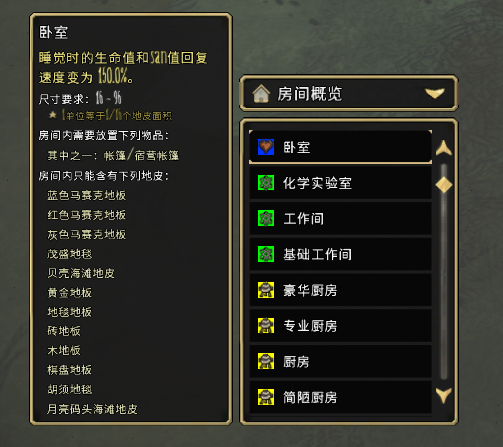 卧室
睡觉时的生命值和san值回复
速度变为 150.0%。
尺寸要求: 16 - 96
1单位等于1/16个地皮面积
房间内需要放置下列物品:
其中之一: 帐篷/宿营帐篷
房间内只能含有下列地皮:
蓝色马赛克地板
红色马赛克地板
灰色马赛克地板
茂盛地毯
贝壳海滩地皮
黄金地板
地毯地板
砖地板
木地板
棋盘地板
胡须地毯
月亮码头海滩地皮
房间概览
卧室
化学实验室
工作间
基础工作间
豪华厨房
专业厨房
厨房
简陋厨房